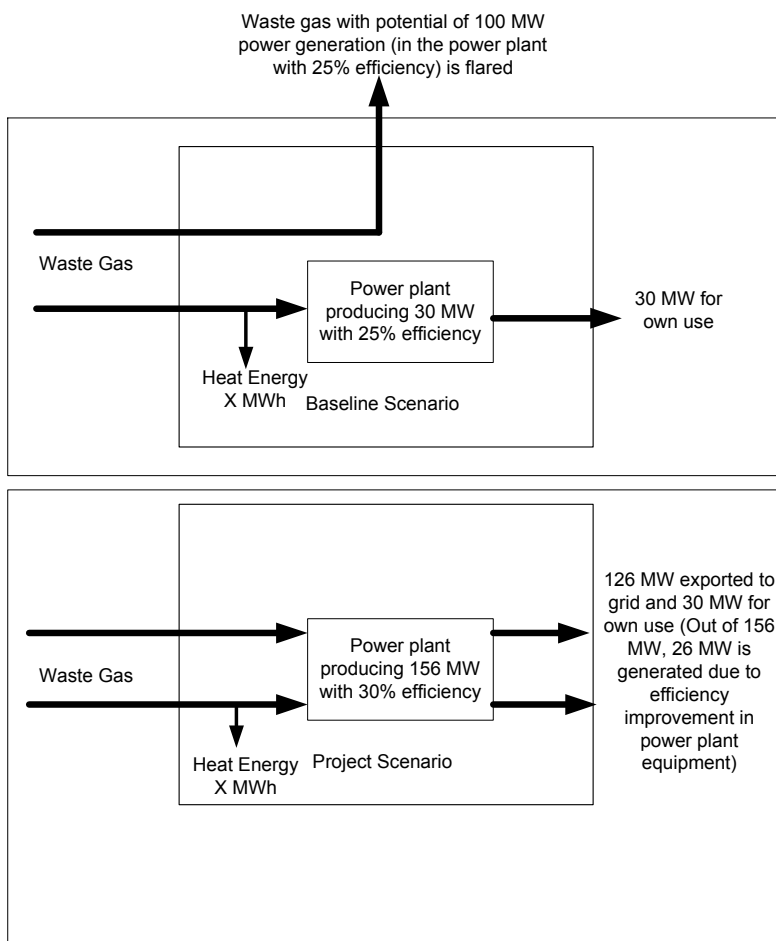 Waste gas with potential of 100 MW
power generation (in the power plant
with 25% efficiency) is flared
Waste Gas
Power plant
producing 30 MW
with 25% efficiency
30 MW for
own use
Heat Energy
X MWh
Baseline Scenario
126 MW exported to
grid and 30 MW for
own use (Out of 156
MW, 26 MW is
generated due to
efficiency
improvement in
power plant
equipment)
Waste Gas
Power plant
producing 156 MW
with 30% efficiency
Heat Energy
X MWh
Project Scenario